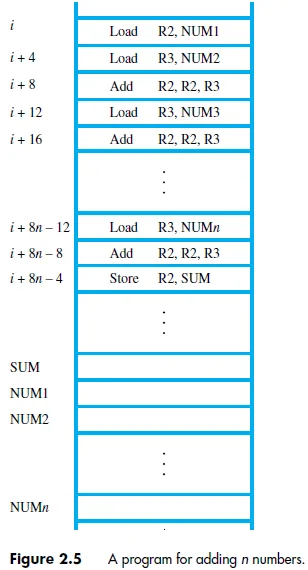 i Load R2, NUM1
i + 4 Load R3, NUM2
i + 8 Add R2, R2, R3
i + 12 Load R3, NUM3
i + 16 Add R2, R2, R3
. . .
i + 8n – 12 Load R3, NUMn
i + 8n – 8 Add R2, R2, R3
i + 8n – 4 Store R2, SUM
. . .
SUM
NUM1
NUM2
. . .
NUMn
Figure 2.5 A program for adding n numbers.